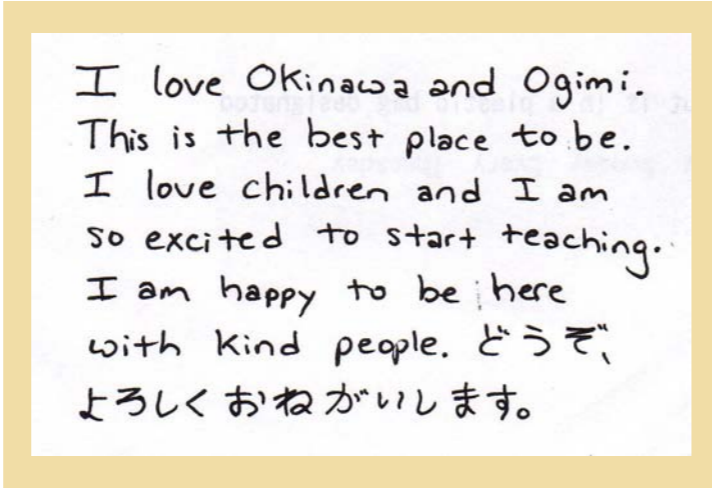 I love Okinawa and Ogimi.
This is the best place to be.
I love children and I am
so excited to start teaching.
I am happy to be here
with kind people. どうぞ、
よろしくおねがいします。